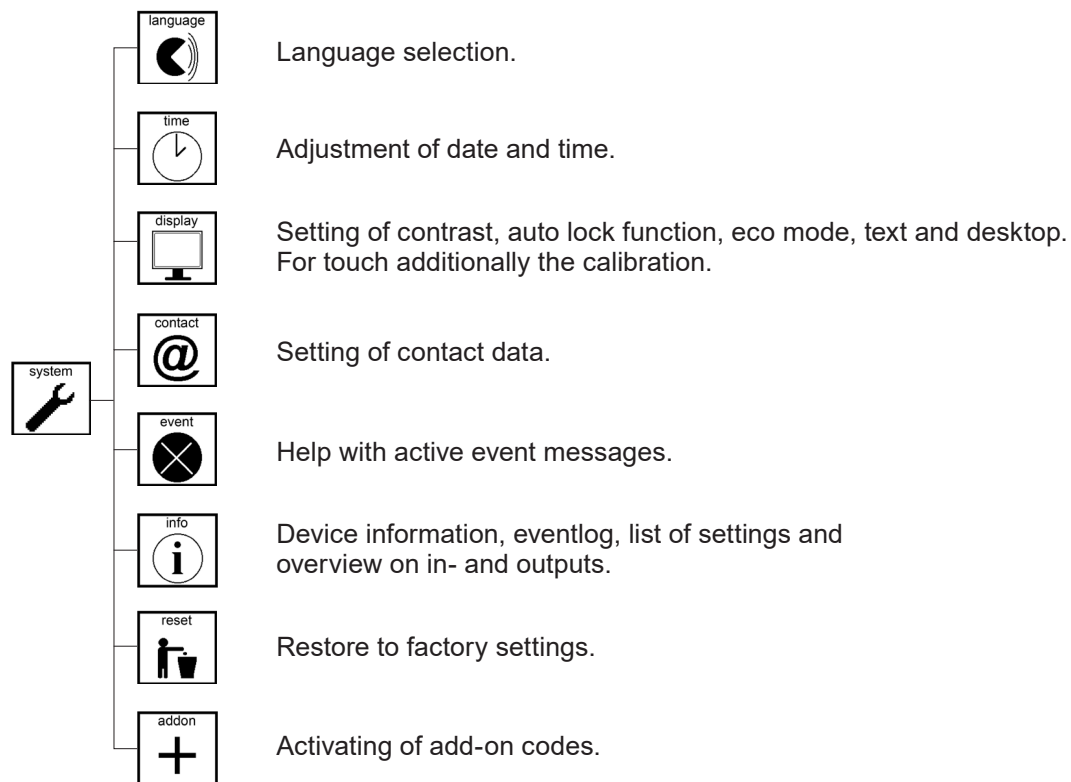 language
Language selection.
time
Adjustment of date and time.
display
Setting of contrast, auto lock function, eco mode, text and desktop.
For touch additionally the calibration.
contact
@
Setting of contact data.
system
event
Help with active event messages.
info
i
Device information, eventlog, list of settings and
overview on in- and outputs.
reset
Restore to factory settings.
addon
+
Activating of add-on codes.